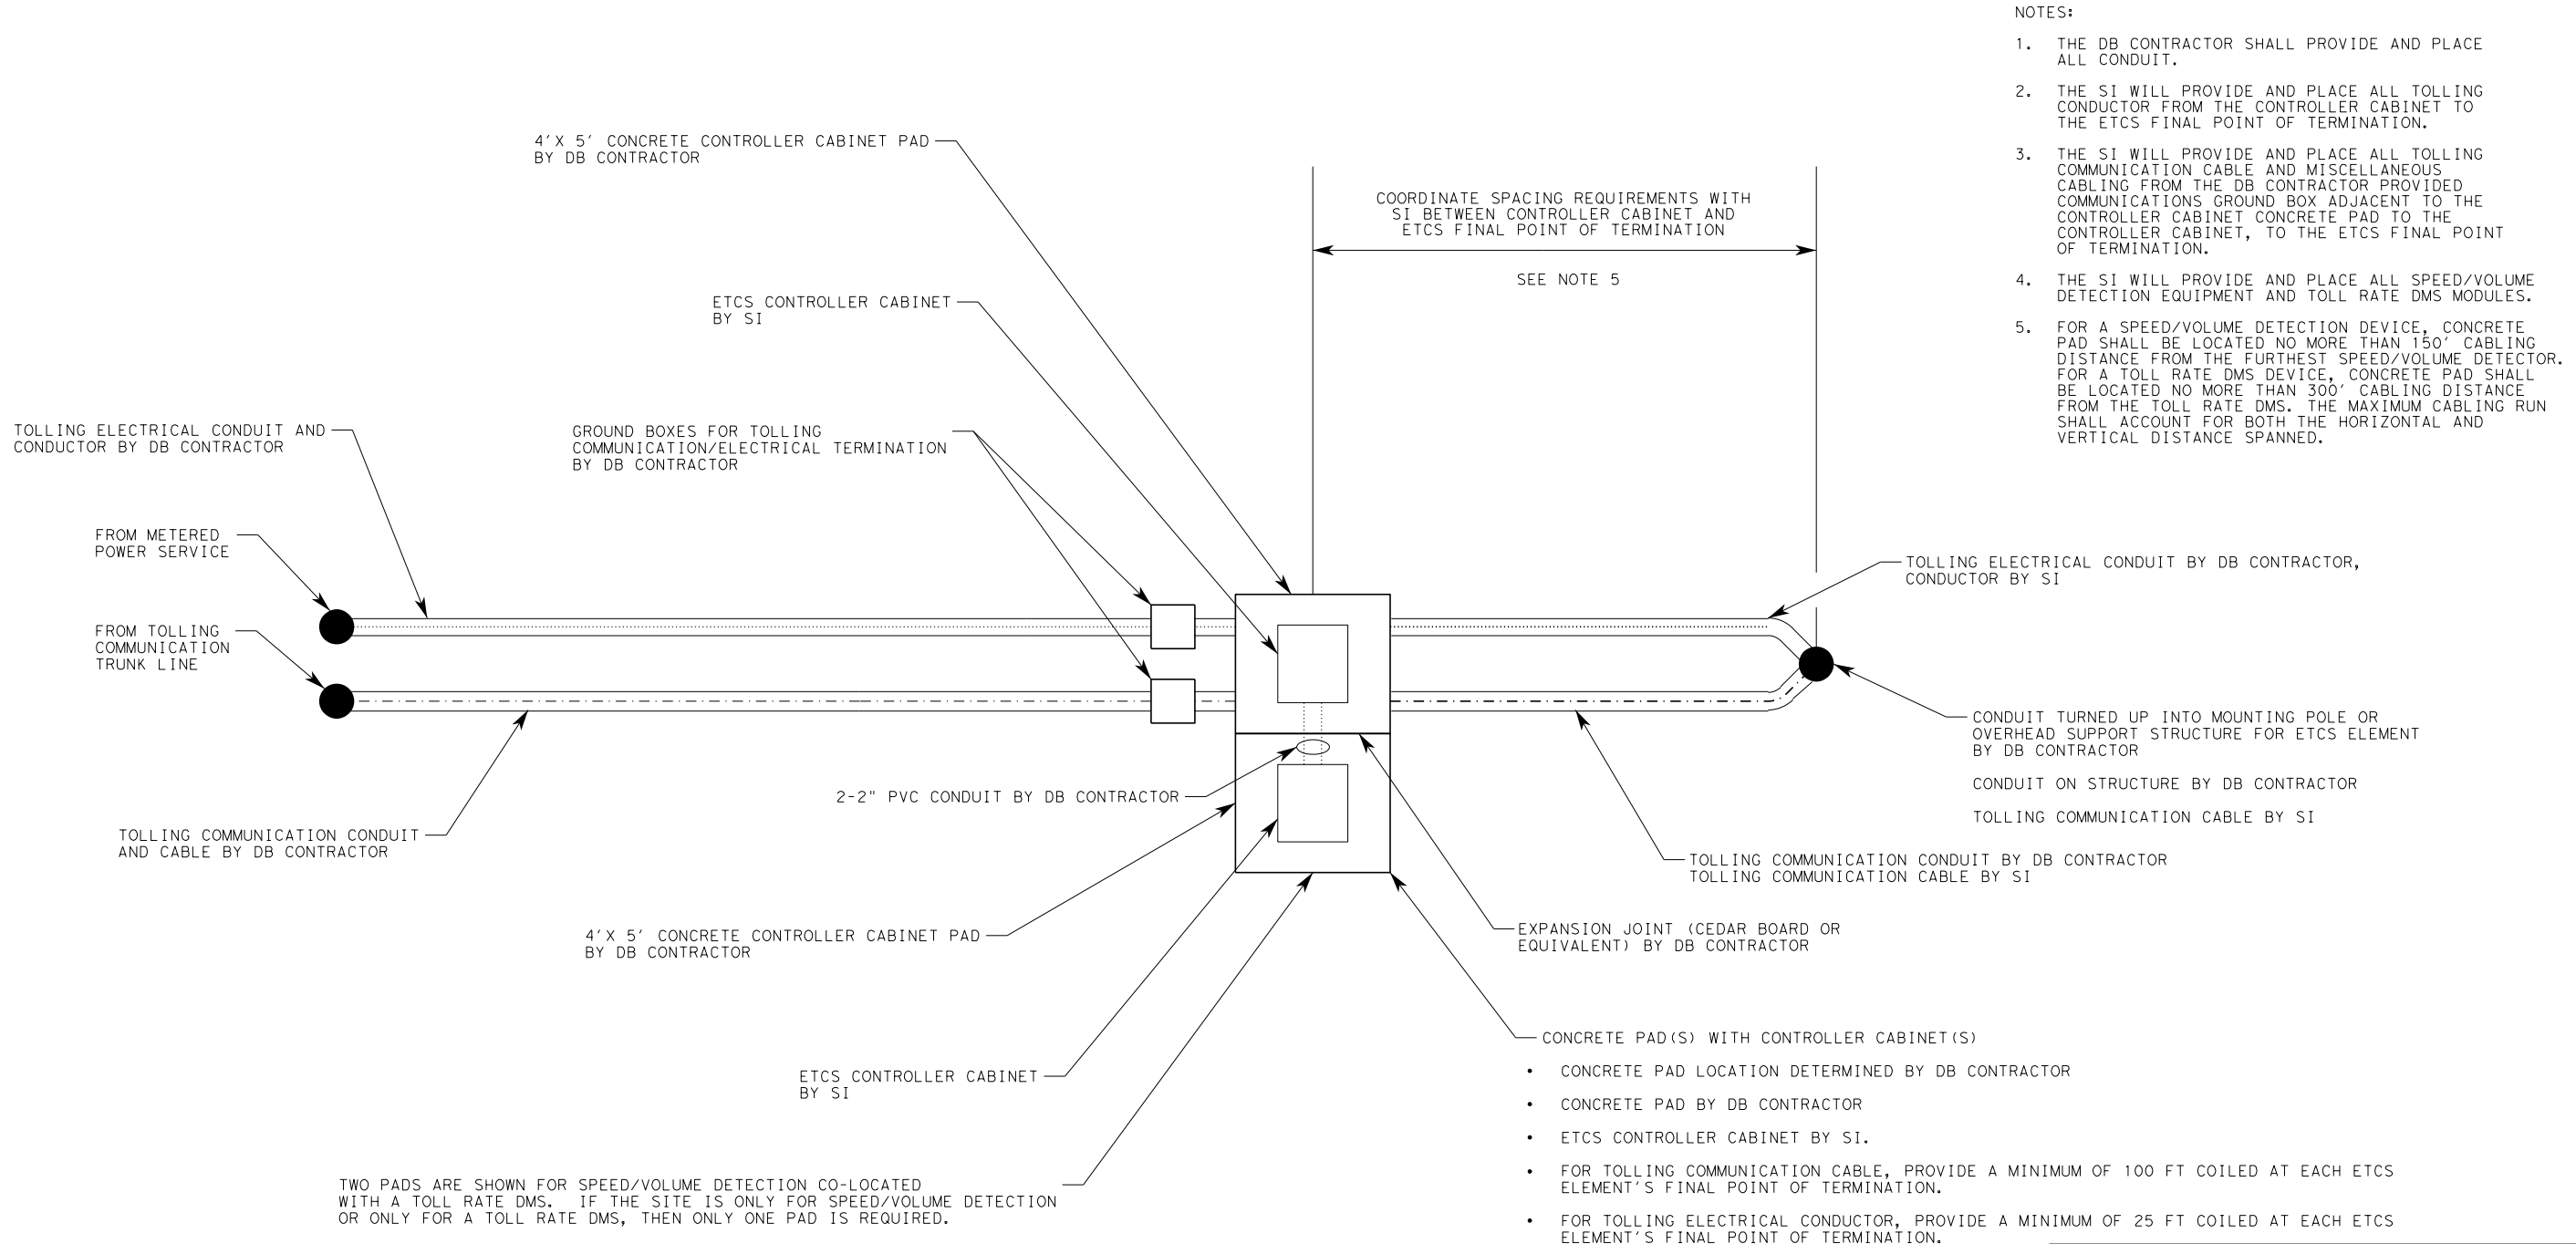 NOTES:
1. THE DB CONTRACTOR SHALL PROVIDE AND PLACE
ALL CONDUIT.
2. THE SI WILL PROVIDE AND PLACE ALL TOLLING
CONDUCTOR FROM THE CONTROLLER CABINET TO
THE ETCS FINAL POINT OF TERMINATION.
3. THE SI WILL PROVIDE AND PLACE ALL TOLLING
COMMUNICATION CABLE AND MISCELLANEOUS
CABLING FROM THE DB CONTRACTOR PROVIDED
COMMUNICATIONS GROUND BOX ADJACENT TO THE
CONTROLLER CABINET CONCRETE PAD TO THE
CONTROLLER CABINET, TO THE ETCS FINAL POINT
OF TERMINATION.
4. THE SI WILL PROVIDE AND PLACE ALL SPEED/VOLUME
DETECTION EQUIPMENT AND TOLL RATE DMS MODULES.
5. FOR A SPEED/VOLUME DETECTION DEVICE, CONCRETE
PAD SHALL BE LOCATED NO MORE THAN 150' CABLING
DISTANCE FROM THE FURTHEST SPEED/VOLUME DETECTOR.
FOR A TOLL RATE DMS DEVICE, CONCRETE PAD SHALL
BE LOCATED NO MORE THAN 300' CABLING DISTANCE
FROM THE TOLL RATE DMS. THE MAXIMUM CABLING RUN
SHALL ACCOUNT FOR BOTH THE HORIZONTAL AND
VERTICAL DISTANCE SPANNED.
4'X 5' CONCRETE CONTROLLER CABINET PAD
BY DB CONTRACTOR
COORDINATE SPACING REQUIREMENTS WITH
SI BETWEEN CONTROLLER CABINET AND
ETCS FINAL POINT OF TERMINATION
SEE NOTE 5
ETCS CONTROLLER CABINET
BY SI
TOLLING ELECTRICAL CONDUIT AND
CONDUCTOR BY DB CONTRACTOR
GROUND BOXES FOR TOLLING
COMMUNICATION/ELECTRICAL TERMINATION
BY DB CONTRACTOR
FROM METERED
POWER SERVICE
FROM TOLLING
COMMUNICATION
TRUNK LINE
TOLLING ELECTRICAL CONDUIT BY DB CONTRACTOR,
CONDUCTOR BY SI
CONDUIT TURNED UP INTO MOUNTING POLE OR
OVERHEAD SUPPORT STRUCTURE FOR ETCS ELEMENT
BY DB CONTRACTOR
CONDUIT ON STRUCTURE BY DB CONTRACTOR
TOLLING COMMUNICATION CABLE BY SI
2-2" PVC CONDUIT BY DB CONTRACTOR
TOLLING COMMUNICATION CONDUIT
AND CABLE BY DB CONTRACTOR
TOLLING COMMUNICATION CONDUIT BY DB CONTRACTOR
TOLLING COMMUNICATION CABLE BY SI
4'X 5' CONCRETE CONTROLLER CABINET PAD
BY DB CONTRACTOR
EXPANSION JOINT (CEDAR BOARD OR
EQUIVALENT) BY DB CONTRACTOR
ETCS CONTROLLER CABINET
BY SI
CONCRETE PAD(S) WITH CONTROLLER CABINET(S)
• CONCRETE PAD LOCATION DETERMINED BY DB CONTRACTOR
• CONCRETE PAD BY DB CONTRACTOR
• ETCS CONTROLLER CABINET BY SI.
• FOR TOLLING COMMUNICATION CABLE, PROVIDE A MINIMUM OF 100 FT COILED AT EACH ETCS
ELEMENT'S FINAL POINT OF TERMINATION.
• FOR TOLLING ELECTRICAL CONDUCTOR, PROVIDE A MINIMUM OF 25 FT COILED AT EACH ETCS
ELEMENT'S FINAL POINT OF TERMINATION.
TWO PADS ARE SHOWN FOR SPEED/VOLUME DETECTION CO-LOCATED
WITH A TOLL RATE DMS. IF THE SITE IS ONLY FOR SPEED/VOLUME DETECTION
OR ONLY FOR A TOLL RATE DMS, THEN ONLY ONE PAD IS REQUIRED.